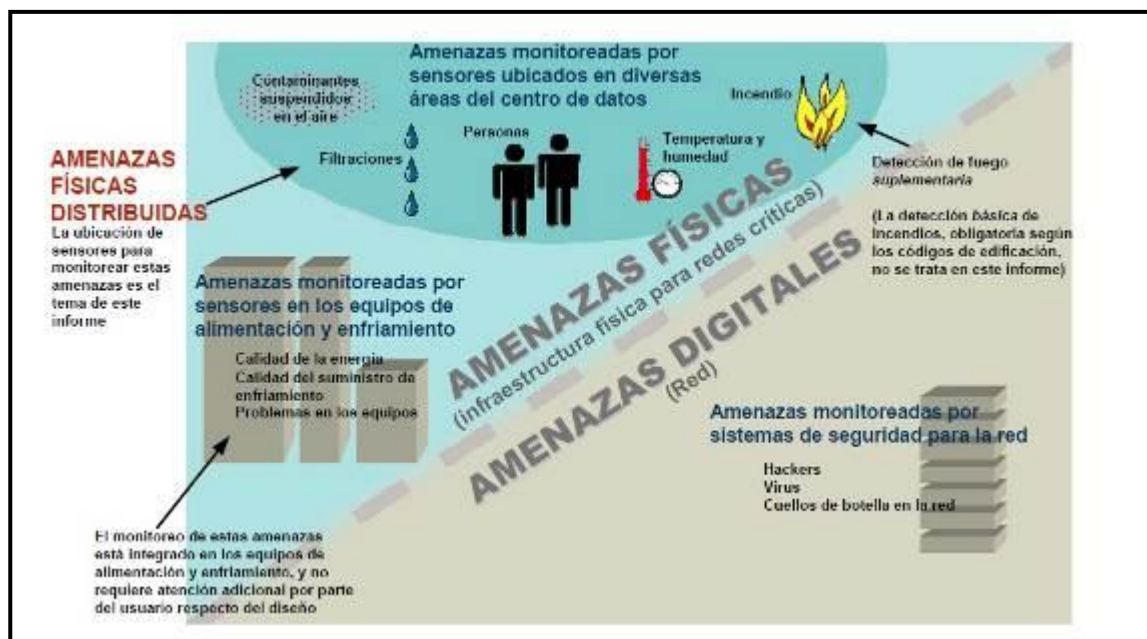 Amenazas monitoreadas por
sensores ubicados en diversas
áreas del centro de datos
Contaminantes
suspendidos
en el aire
Filtraciones
Personas
Temperatura y
humedad
Incendio
AMENAZAS
FÍSICAS
DISTRIBUIDAS
La ubicación de
sensores para
monitorear estas
amenazas es el
tema de este
informe
Detección de fuego
suplementaria
(La detección básica de
incendios, obligatoria según
los códigos de edificación,
no se trata en este informe)
Amenazas monitoreadas por
sensores en los equipos de
alimentación y enfriamiento
Calidad de la energía
Calidad del suministro de
enfriamiento
Problemas en los equipos
AMENAZAS FÍSICAS
(infraestructura física para redes críticas)
AMENAZAS DIGITALES
(Red)
Amenazas monitoreadas por
sistemas de seguridad para la red
Hackers
Virus
Cuellos de botella en la red
El monitoreo de estas amenazas
está integrado en los equipos de
alimentación y enfriamiento, y no
requiere atención adicional por parte
del usuario respecto del diseño